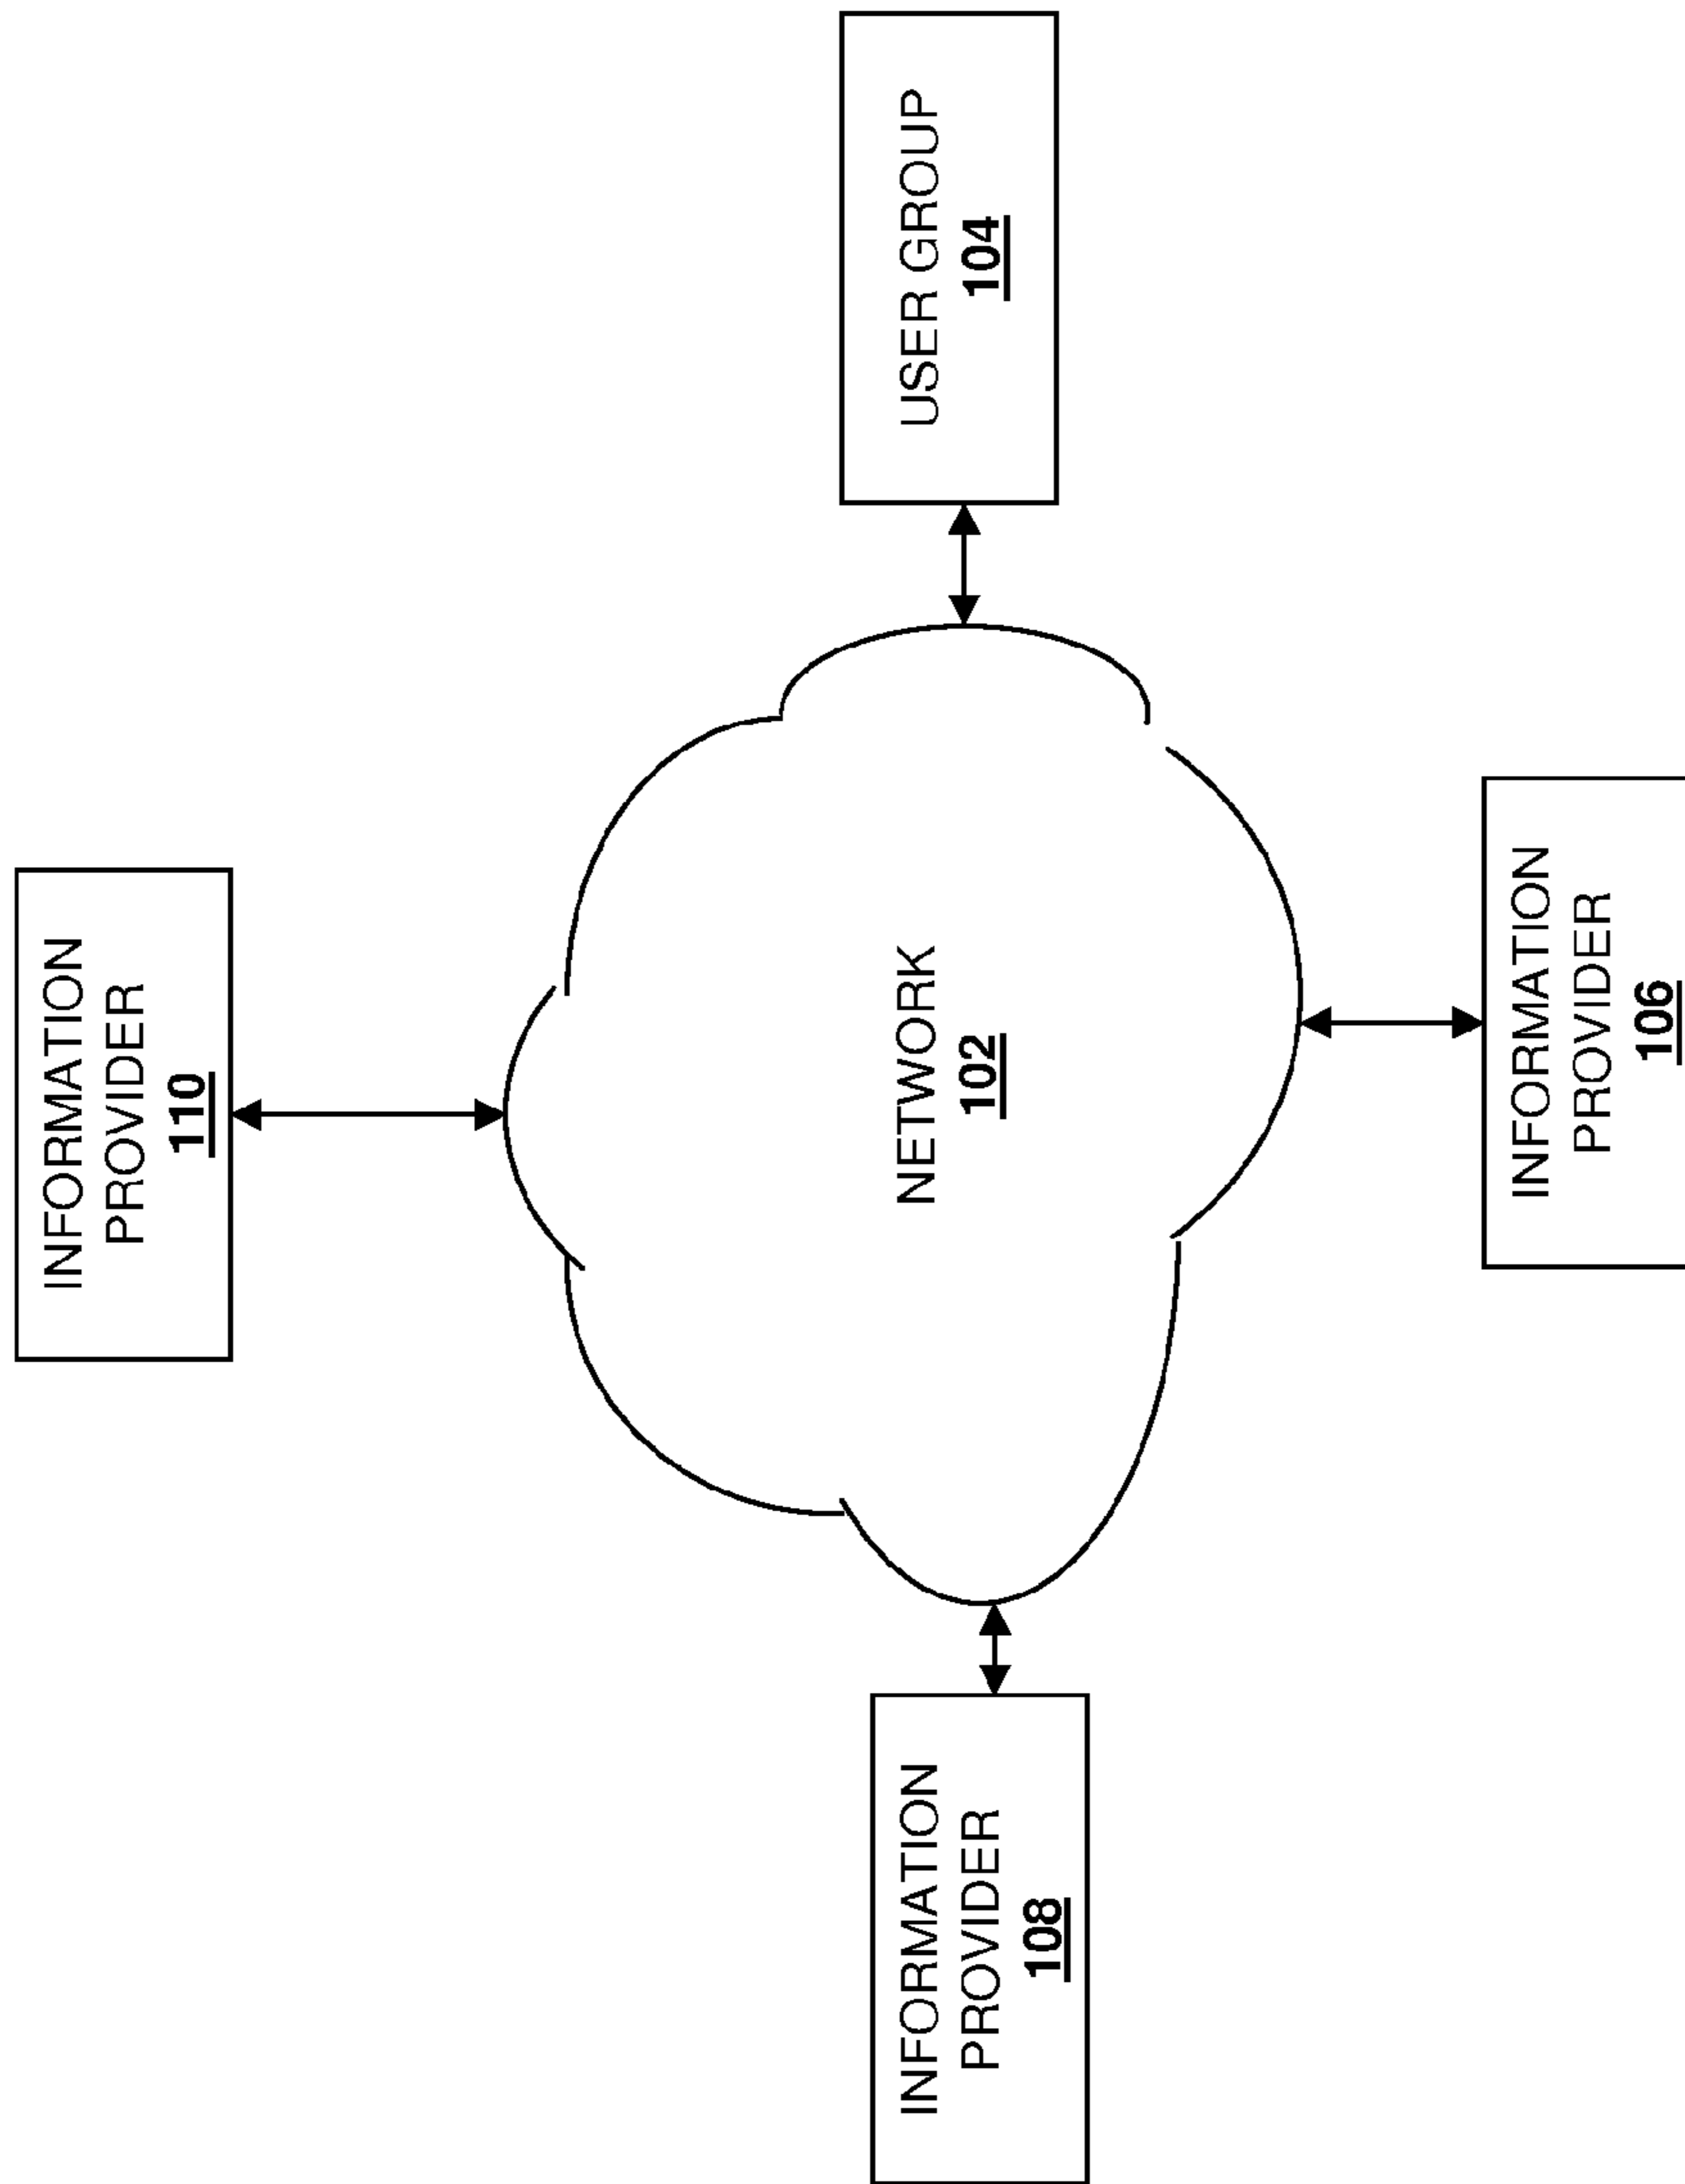 INFORMATION
PROVIDER
110
INFORMATION
PROVIDER
108
NETWORK
102
USER GROUP
104
INFORMATION
PROVIDER
106